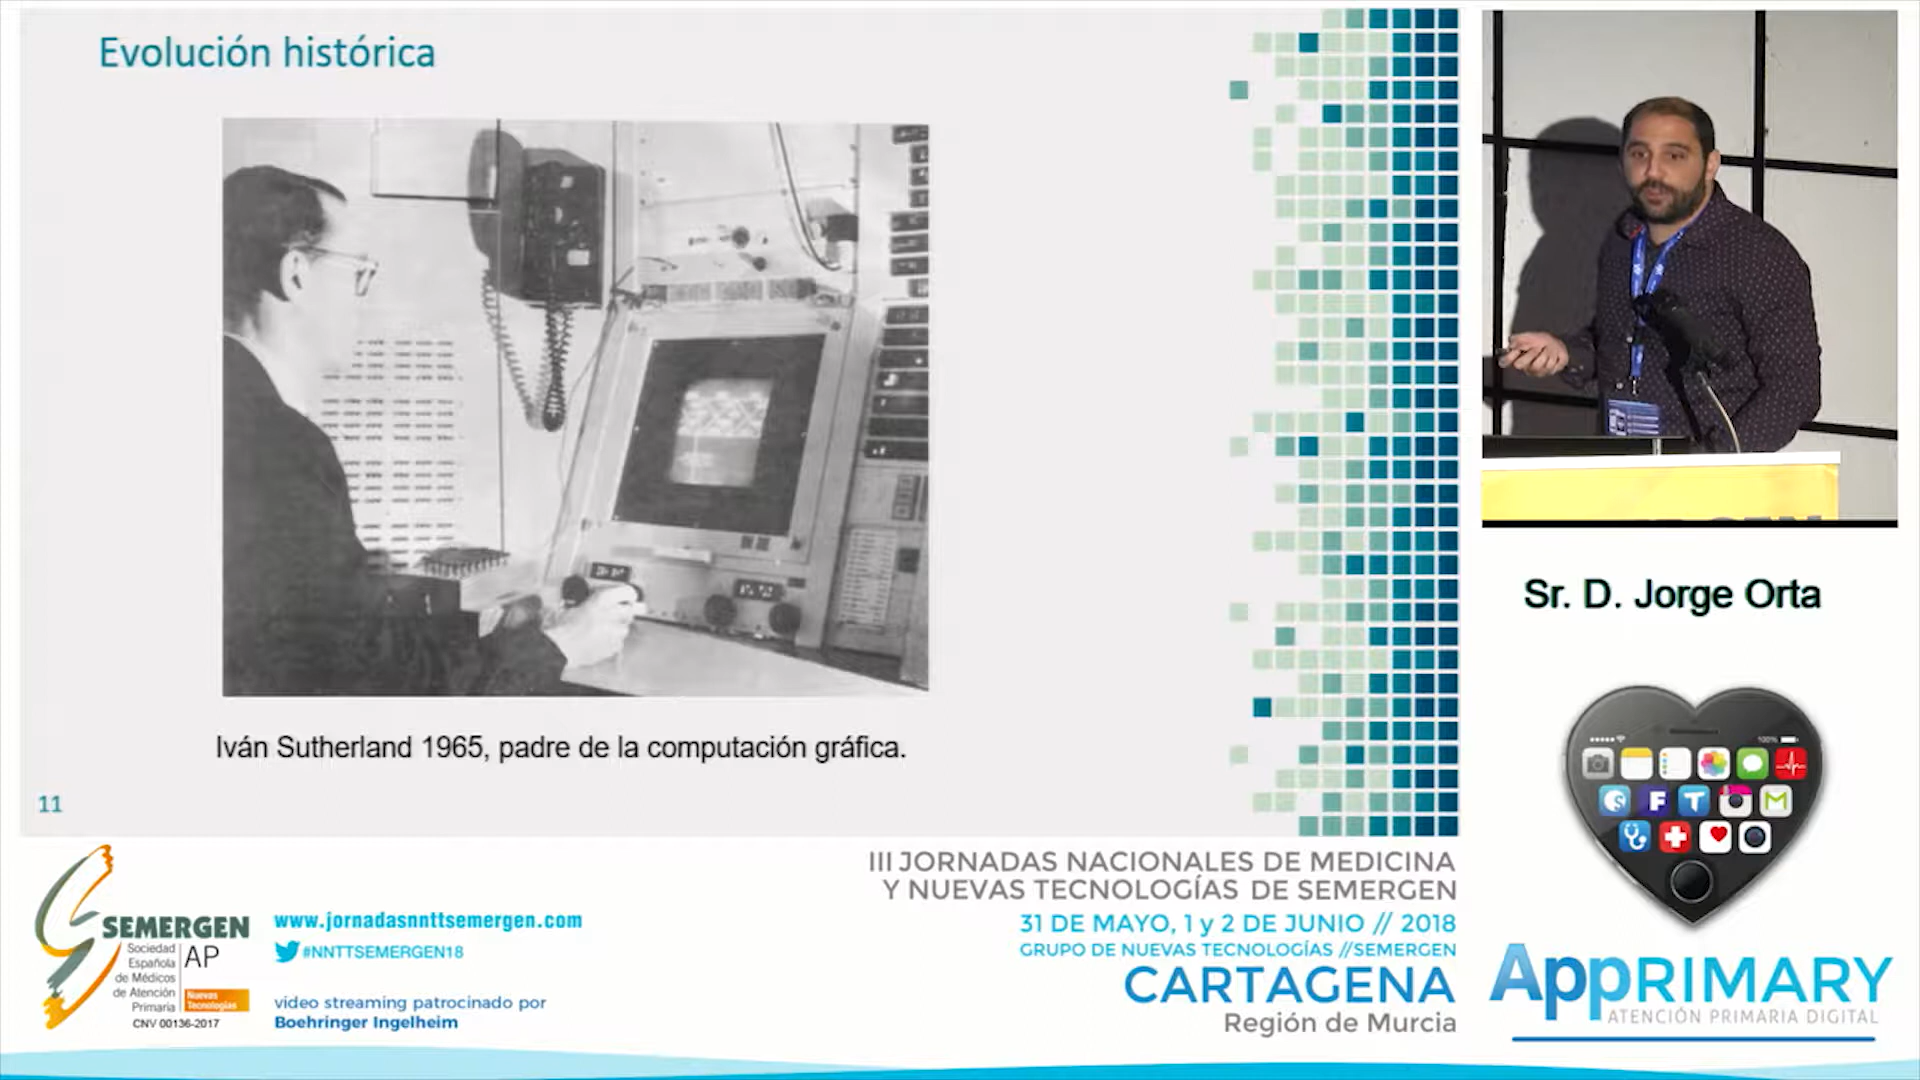 Evolución histórica
Iván Sutherland 1965, padre de la computación gráfica.
11
Sr. D. Jorge Orta
SEMERGEN
Sociedad
Española
de Médicos
de Atención
Primaria
AP
Nuevas
Tecnologías
CNV 00136-2017
www.jornadasnnttsemergen.com
#NNTTSEMERGEN18
video streaming patrocinado por
Boehringer Ingelheim
III JORNADAS NACIONALES DE MEDICINA
Y NUEVAS TECNOLOGÍAS DE SEMERGEN
31 DE MAYO, 1 y 2 DE JUNIO // 2018
GRUPO DE NUEVAS TECNOLOGÍAS //SEMERGEN
CARTAGENA
Región de Murcia
100%
F T M
AppRIMARY
ATENCIÓN PRIMARIA DIGITAL